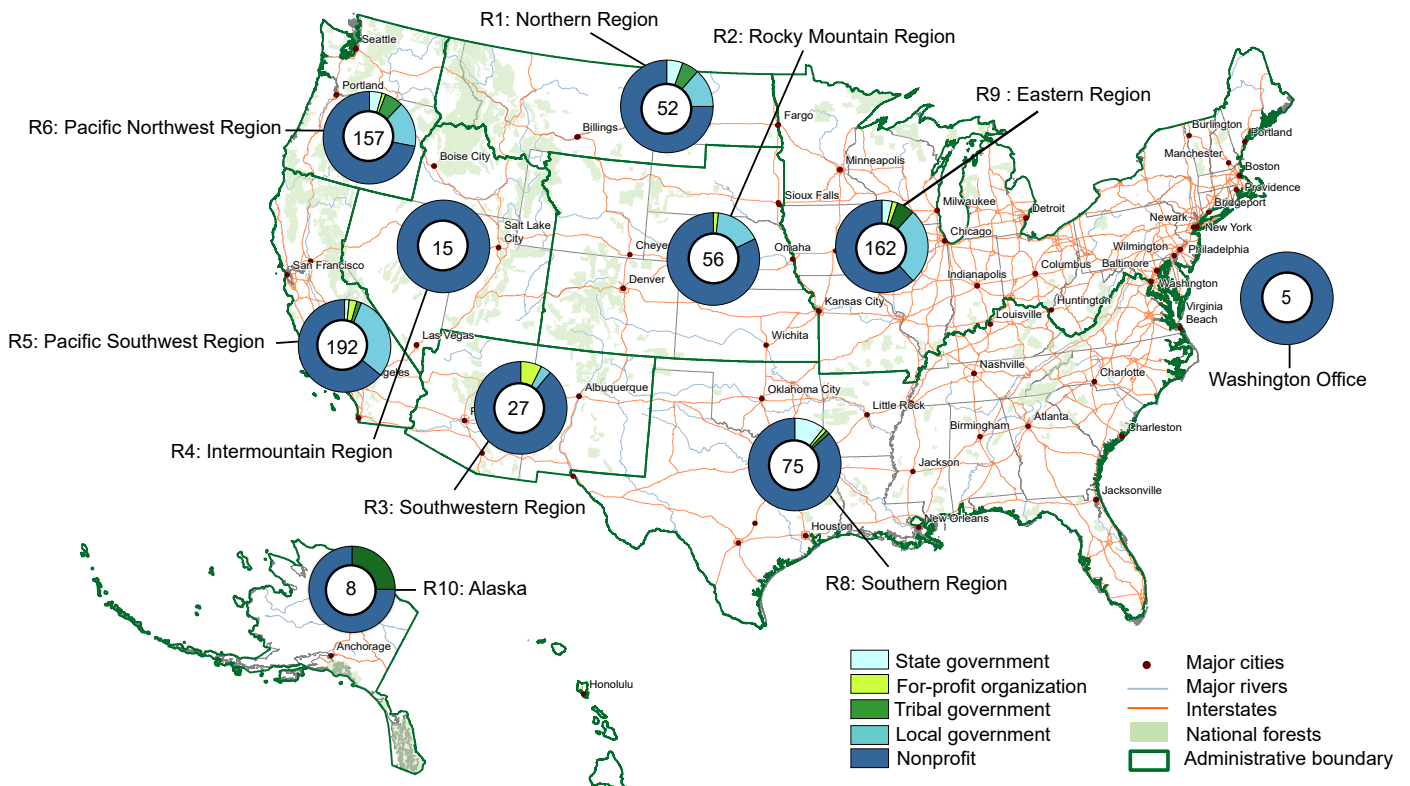 R1: Northern Region
R2: Rocky Mountain Region
Seattle
Portland
52
R9 : Eastern Region
Fargo
R6: Pacific Northwest Region
157
Billings
Burlington
Portland
Boise City
Minneapolis
Manchester
Boston
Providence
Sioux Falls
Milwaukee
Detroit
Bridgeport
Newark
New York
Salt Lake
City
15
Cheye
56
Omaha
162
Chicago
Wilmington
Philadelphia
San Francisco
Denver
Indianapolis
Columbus
Baltimore
Washington
5
Kansas City
Huntington
Virginia
Beach
Louisville
R5: Pacific Southwest Region
192
Las Vegas
Wichita
geles
Nashville
Charlotte
Washington Office
Albuquerque
Oklahoma City
27
Little Rock
Atlanta
Birmingham
Charleston
R4: Intermountain Region
75
Jackson
Jacksonville
R3: Southwestern Region
Houston
New Orleans
R8: Southern Region
8
R10: Alaska
Anchorage
Honolulu
State government
For-profit organization
Tribal government
Local government
Nonprofit
Major cities
Major rivers
Interstates
National forests
Administrative boundary